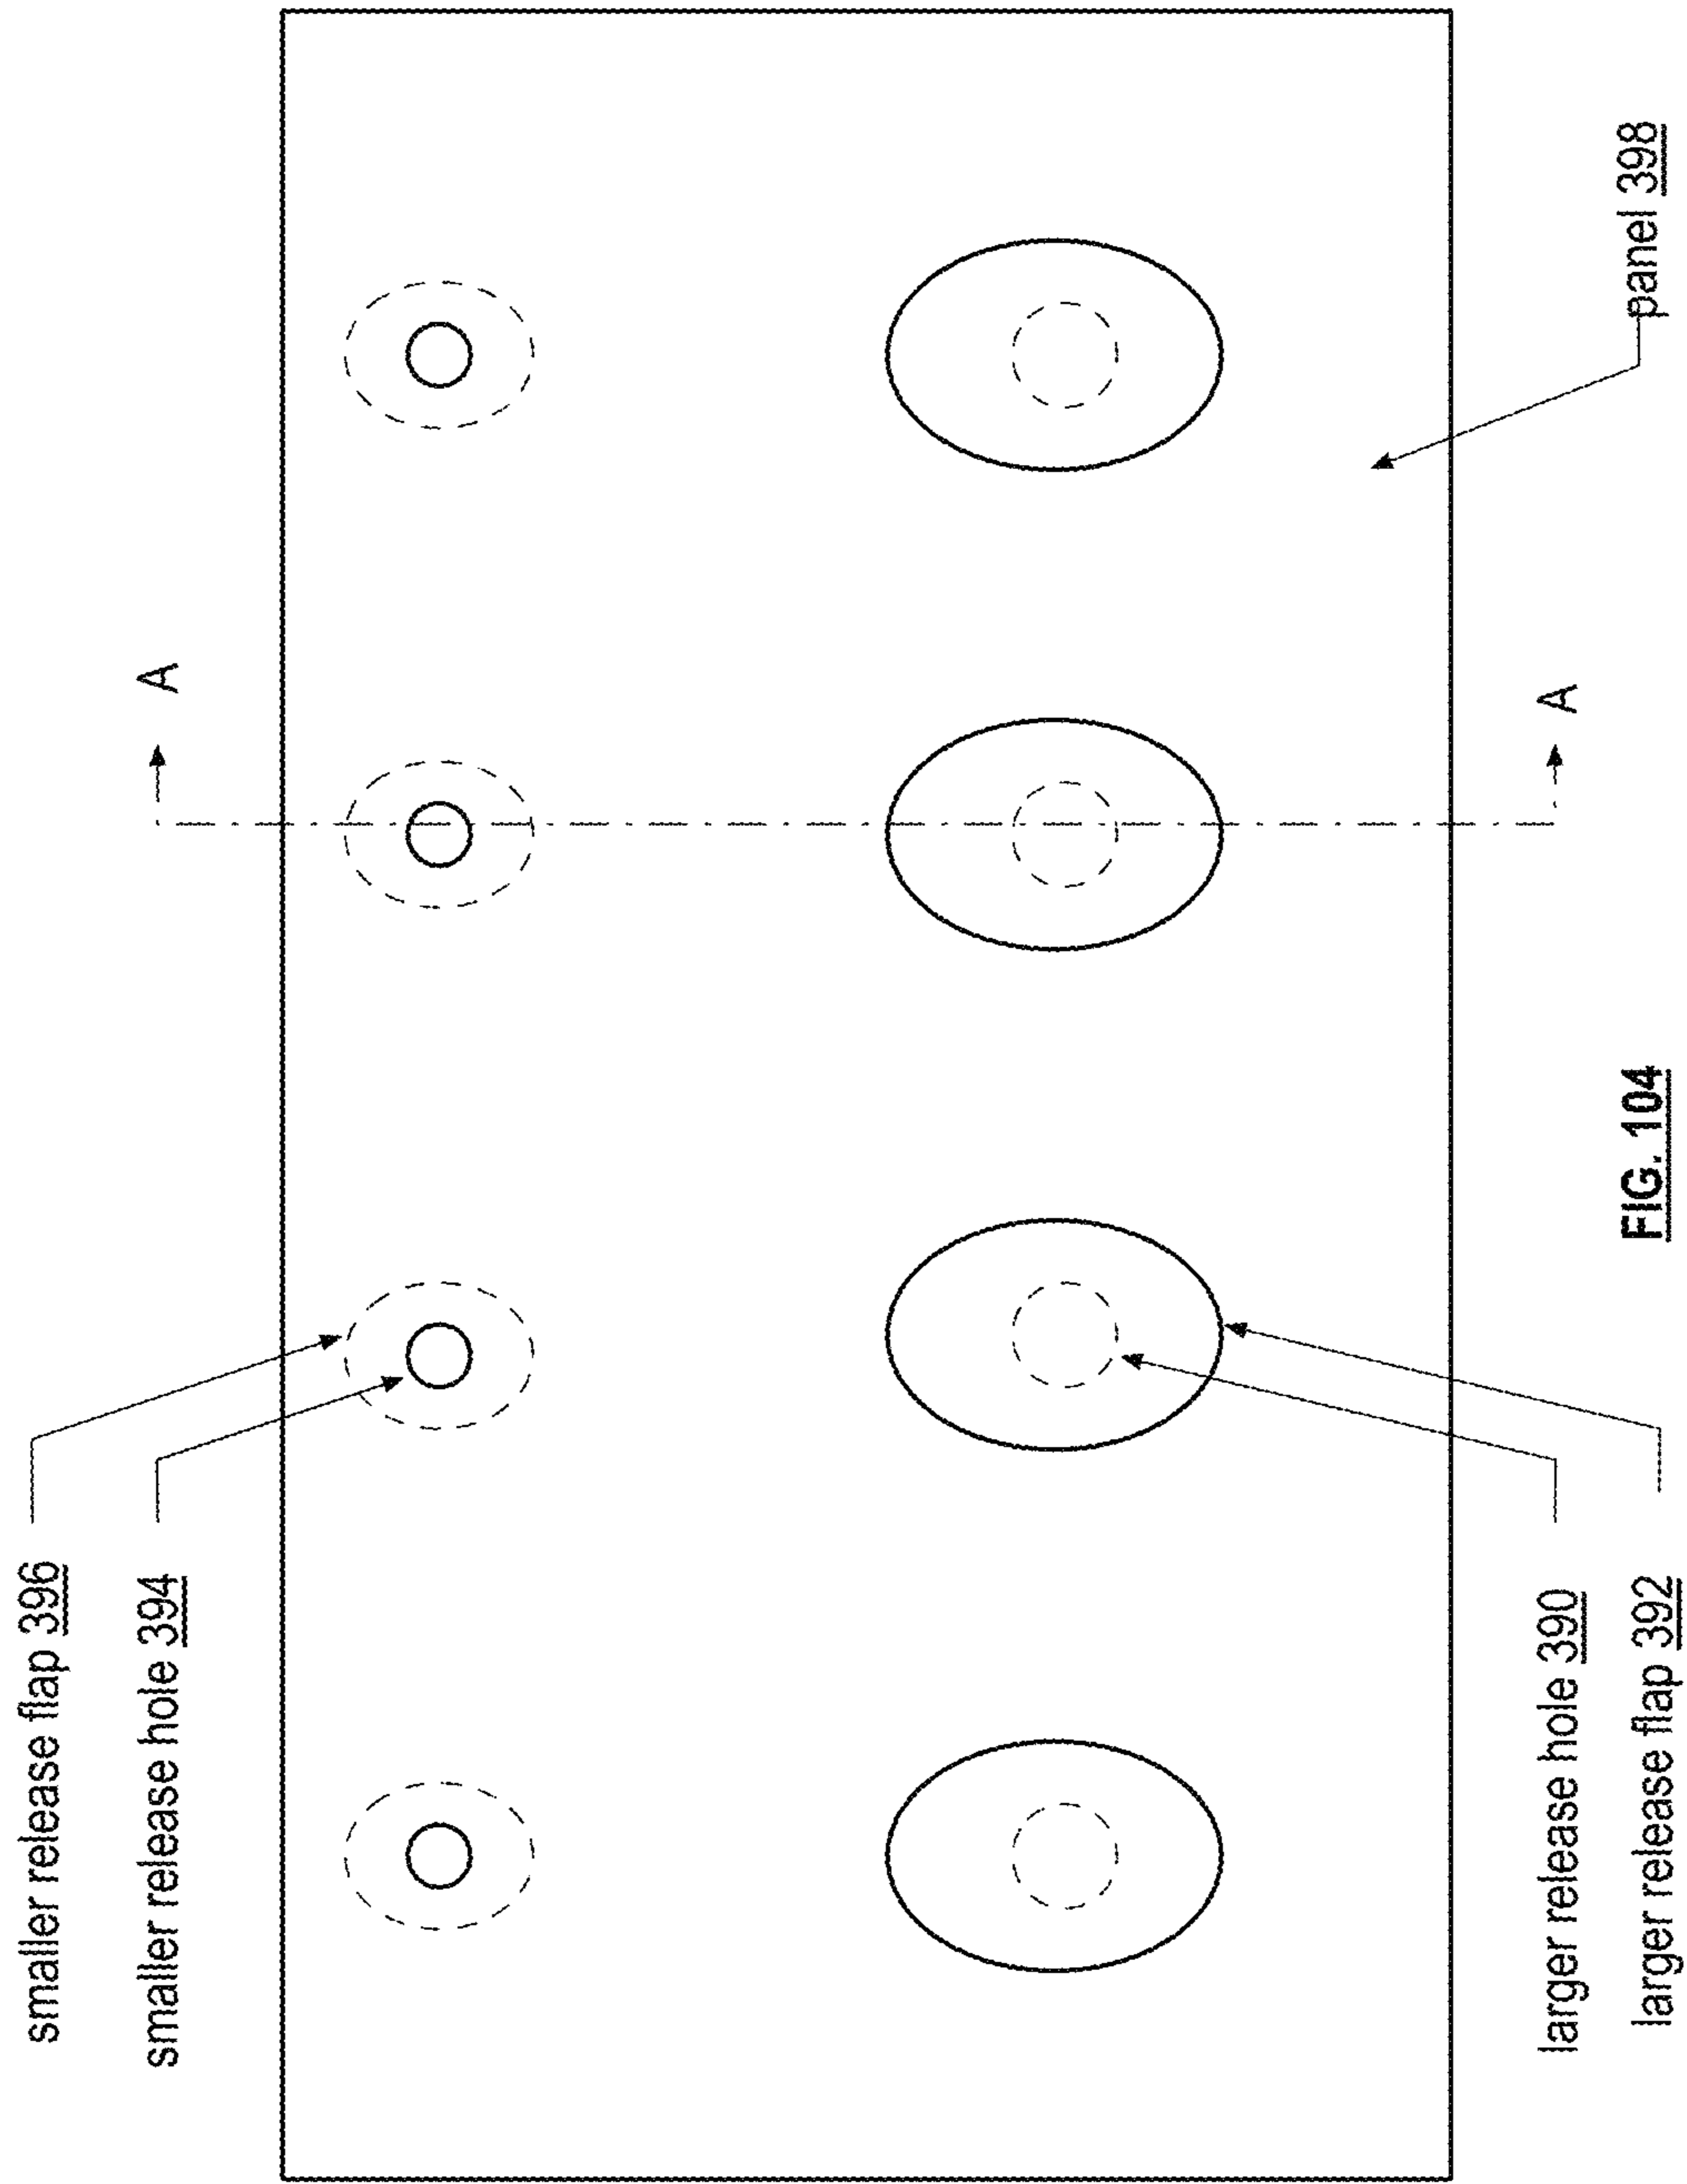 smaller release flap 396
smaller release hole 394
A
A
larger release hole 390
larger release flap 392
FIG. 104
panel 398